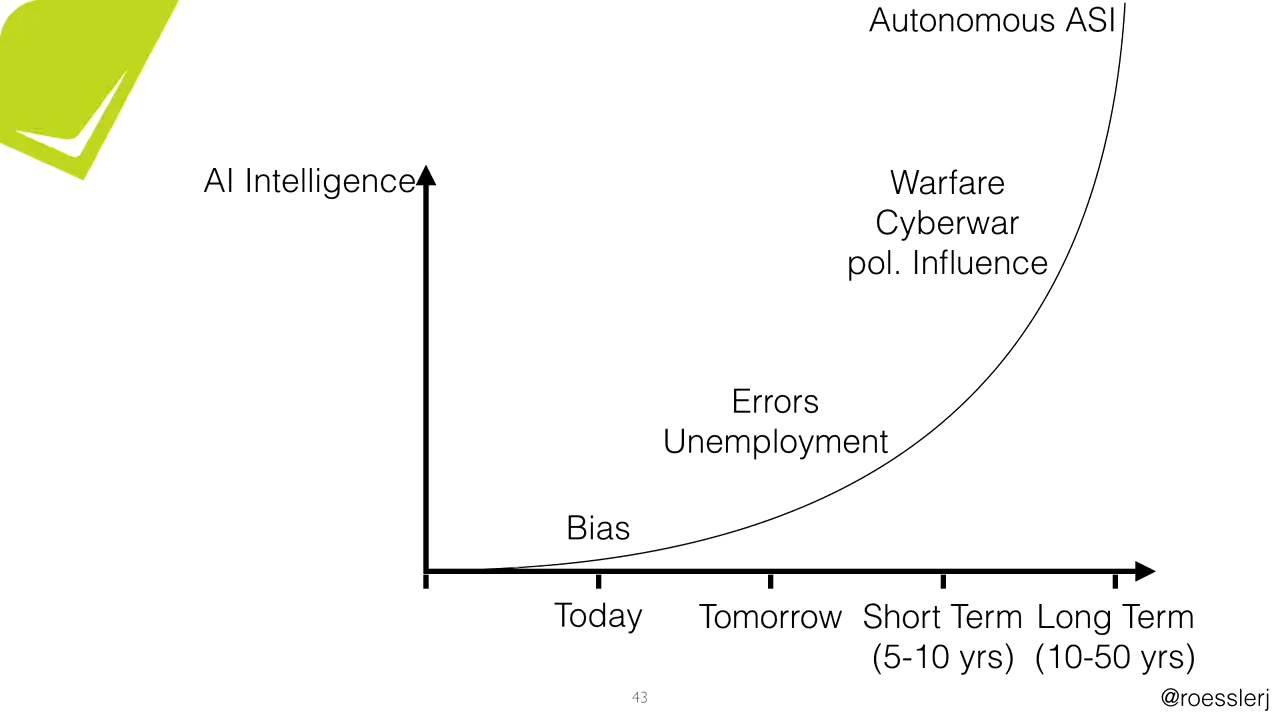 Autonomous ASI
AI Intelligence
Warfare
Cyberwar
pol. Influence
Errors
Unemployment
Bias
Today
Tomorrow
Short Term
(5-10 yrs)
Long Term
(10-50 yrs)
43
@roesslerj